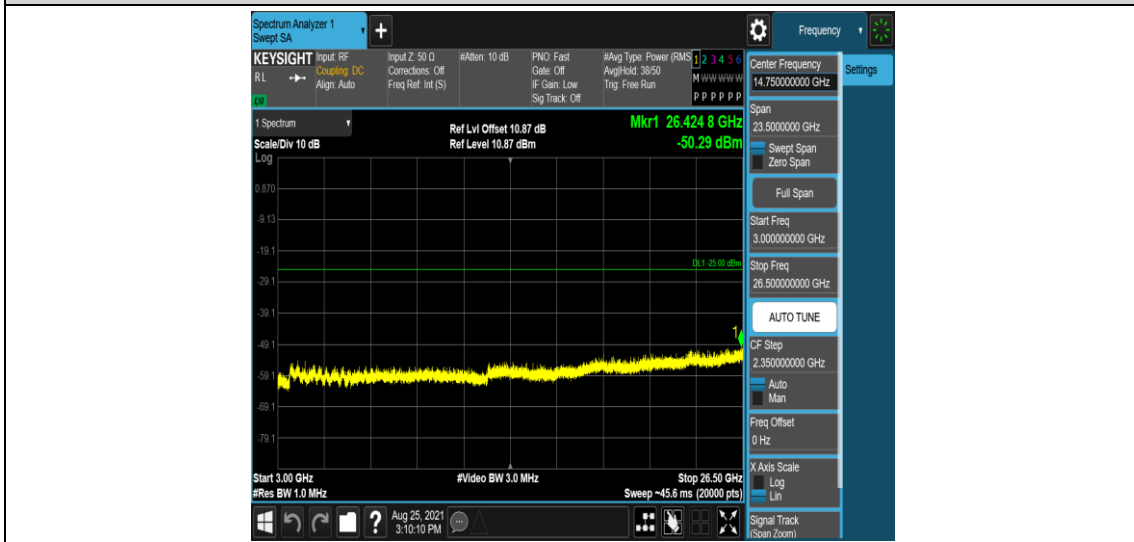 Spectrum Analyzer 1
Swept SA
Frequency
KEYSIGHT
RL
LXI
Input: RF
Coupling: DC
Align: Auto
Input Z: 50 Ω
Corrections: Off
Freq Ref: Int (S)
#Atten: 10 dB
PNO: Fast
Gate: Off
IF Gain: Low
Sig Track: Off
#Avg Type: Power (RMS
Avg|Hold: 38/50
Trig: Free Run
1 2 3 4 5 6
M W W W W W
P P P P P P
1 Spectrum
Scale/Div 10 dB
Ref Lvl Offset 10.87 dB
Ref Level 10.87 dBm
Mkr1 26.424 8 GHz
-50.29 dBm
Log
0.870
-9.13
-19.1
-29.1
-39.1
-49.1
-59.1
-69.1
-79.1
DL1 -25.00 dBm
1
Start 3.00 GHz
#Res BW 1.0 MHz
#Video BW 3.0 MHz
Stop 26.50 GHz
Sweep ~45.6 ms (20000 pts)
Aug 25, 2021
3:10:10 PM
Center Frequency
14.750000000 GHz
Settings
Span
23.5000000 GHz
Swept Span
Zero Span
Full Span
Start Freq
3.000000000 GHz
Stop Freq
26.500000000 GHz
AUTO TUNE
CF Step
2.350000000 GHz
Auto
Man
Freq Offset
0 Hz
X Axis Scale
Log
Lin
Signal Track
(Span Zoom)